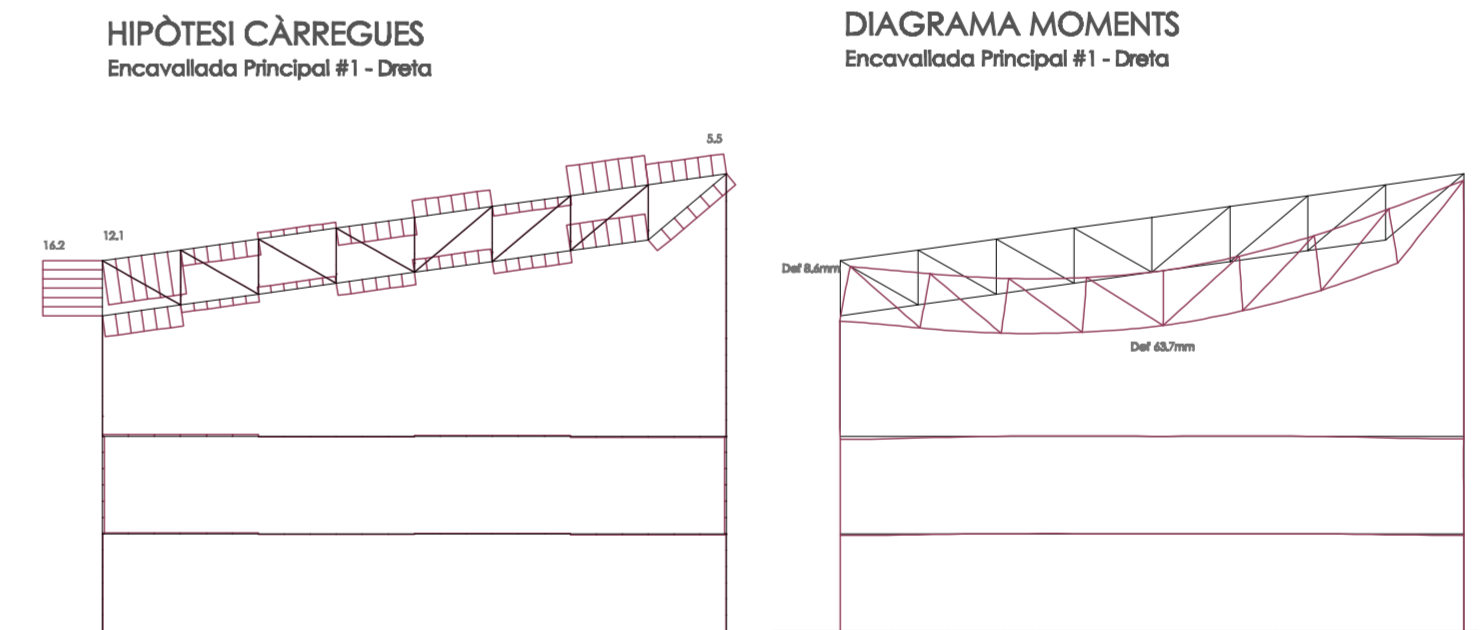 HIPÒTESI CÀRREGUES
Encavallada Principal #1 - Dreta
5.5
12.1
16.2
DIAGRAMA MOMENTS
Encavallada Principal #1 - Dreta
Def 8.6mm
Def 63.7mm